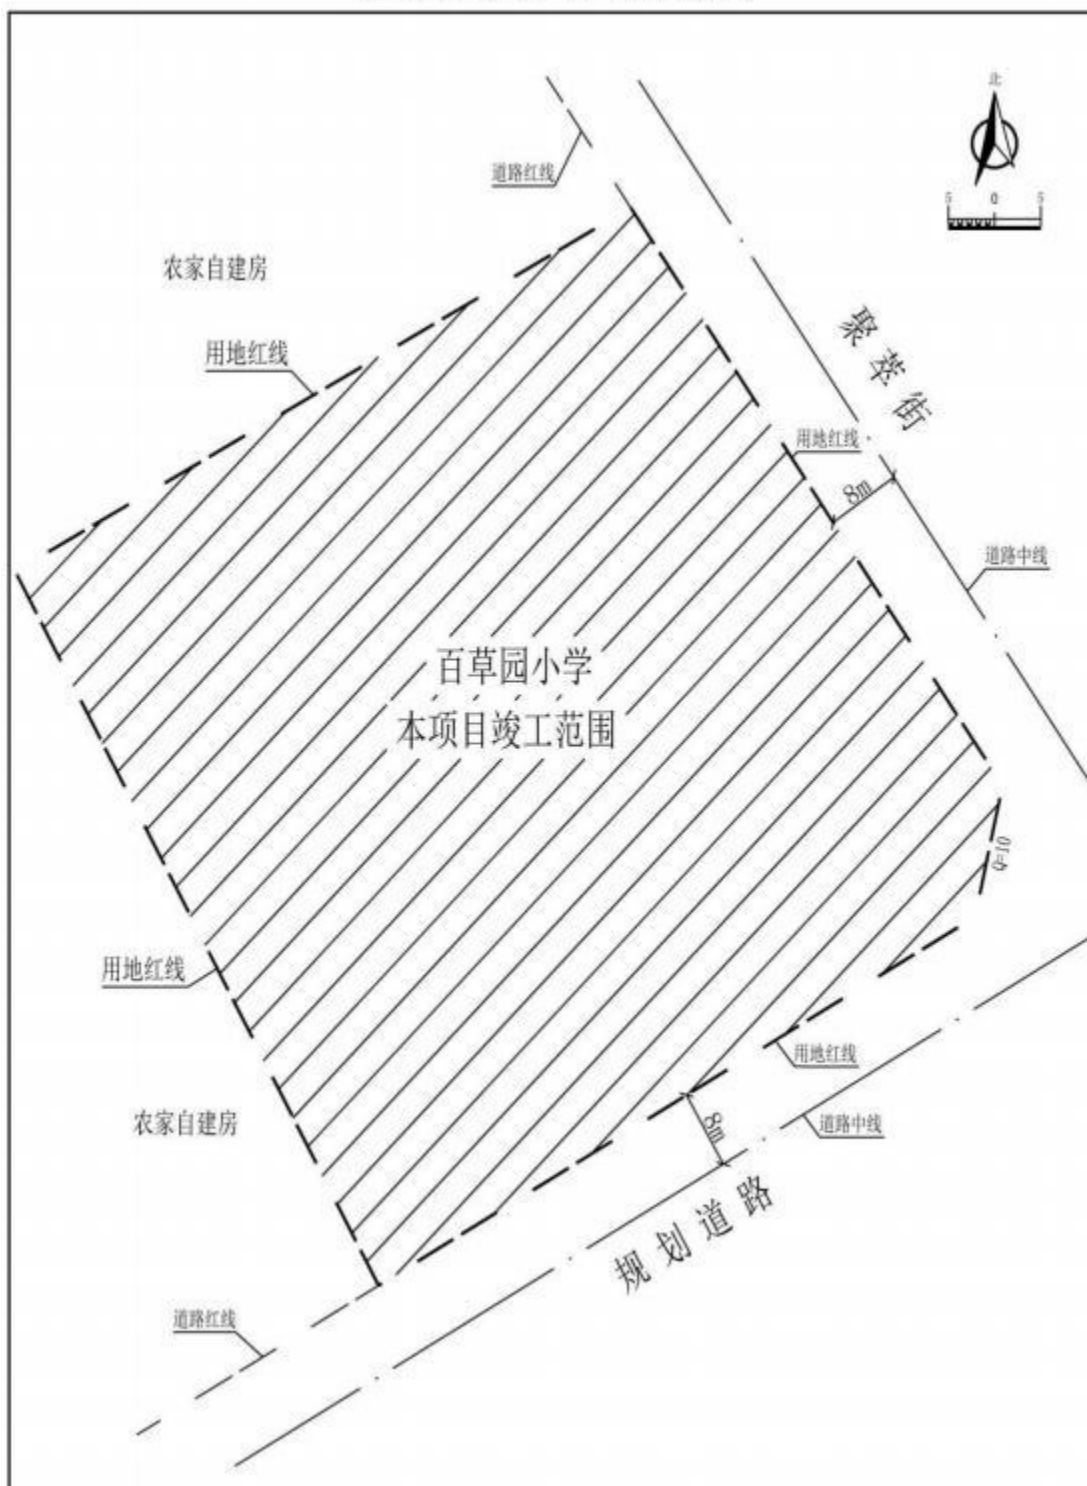 北
5 0 5
道路红线
农家自建房
聚萃街
用地红线
用地红线
8m
道路中线
百草园小学
本项目竣工范围
用地红线
用地红线
农家自建房
道路中线
8m
规划道路
道路红线